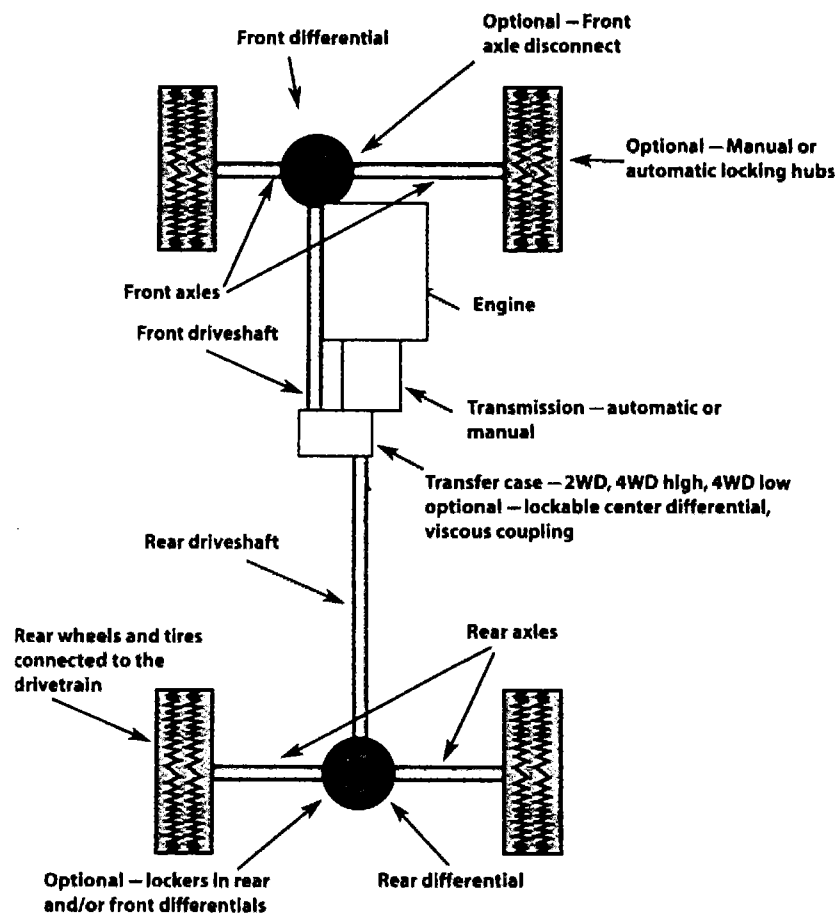 Front differential
Optional – Front
axle disconnect
Optional – Manual or
automatic locking hubs
Front axles
Engine
Front driveshaft
Transmission – automatic or
manual
Transfer case – 2WD, 4WD high, 4WD low
optional – lockable center differential,
viscous coupling
Rear driveshaft
Rear wheels and tires
connected to the
drivetrain
Rear axles
Optional – lockers in rear
and/or front differentials
Rear differential